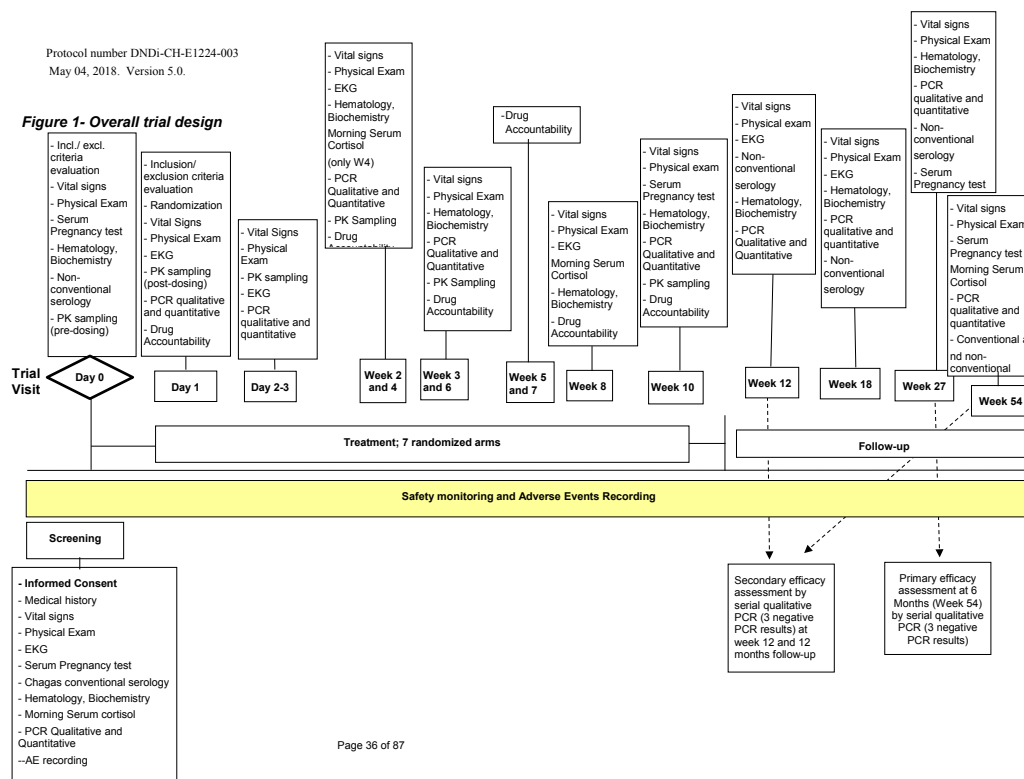 Protocol number DNDi-CH-E1224-003
May 04, 2018. Version 5.0.
Figure 1- Overall trial design
- Incl./ excl.
criteria
evaluation
- Vital signs
- Physical Exam
- Serum
Pregnancy test
- Hematology,
Biochemistry
- Non-
conventional
serology
- PK sampling
(pre-dosing)
- Inclusion/
exclusion criteria
evaluation
- Randomization
- Vital Signs
- Physical Exam
- EKG
- PK sampling
(post-dosing)
- PCR qualitative
and quantitative
- Drug
Accountability
- Vital Signs
- Physical
Exam
- PK sampling
- EKG
- PCR
qualitative and
quantitative
- Vital signs
- Physical Exam
- EKG
- Hematology,
Biochemistry
Morning Serum
Cortisol
(only W4)
- PCR
Qualitative and
Quantitative
- PK Sampling
- Drug
- Vital signs
- Physical Exam
- Hematology,
Biochemistry
- PCR
Qualitative and
Quantitative
- PK Sampling
- Drug
Accountability
-Drug
Accountability
- Vital signs
- Physical Exam
- EKG
Morning Serum
Cortisol
- Hematology,
Biochemistry
- Drug
Accountability
- Vital signs
- Physical exam
- Serum
Pregnancy test
- Hematology,
Biochemistry
- PCR
Qualitative and
Quantitative
- PK sampling
- Drug
Accountability
- Vital signs
- Physical exam
- EKG
- Non-
conventional
serology
- Hematology,
Biochemistry
- PCR
Qualitative and
Quantitative
- Vital signs
- Physical Exam
- EKG
- Hematology,
Biochemistry
- PCR
qualitative and
quantitative
- Non-
conventional
serology
- Vital signs
- Physical Exam
- Hematology,
Biochemistry
- PCR
qualitative and
quantitative
- Non-
conventional
serology
- Serum
Pregnancy test
- Vital signs
- Physical Exam
- Serum
Pregnancy test
Morning Serum
Cortisol
- PCR
qualitative and
quantitative
- Conventional a
nd non-
conventional
Trial
Visit
Day 0
Day 1
Day 2-3
Week 2
and 4
Week 3
and 6
Week 5
and 7
Week 8
Week 10
Week 12
Week 18
Week 27
Week 54
Treatment; 7 randomized arms
Follow-up
Safety monitoring and Adverse Events Recording
Screening
- Informed Consent
- Medical history
- Vital signs
- Physical Exam
- EKG
- Serum Pregnancy test
- Chagas conventional serology
- Hematology, Biochemistry
- Morning Serum cortisol
- PCR Qualitative and
Quantitative
--AE recording
Secondary efficacy
assessment by
serial qualitative
PCR (3 negative
PCR results) at
week 12 and 12
months follow-up
Primary efficacy
assessment at 6
Months (Week 54)
by serial qualitative
PCR (3 negative
PCR results)
Page 36 of 87